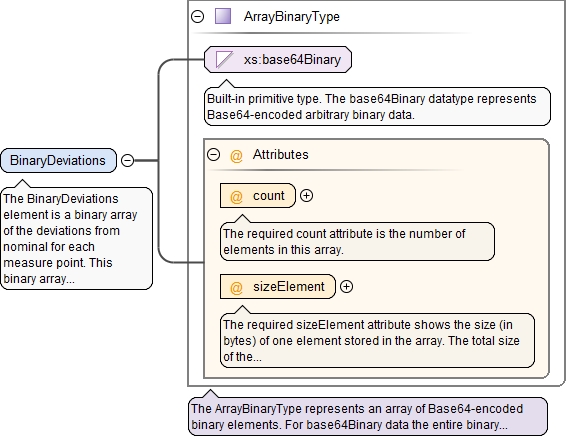 ArrayBinaryType
xs:base64Binary
Built-in primitive type. The base64Binary datatype represents
Base64-encoded arbitrary binary data.
@ Attributes
BinaryDeviations
The BinaryDeviations
element is a binary array
of the deviations from
nominal for each
measure point. This
binary array...
@ count
The required count attribute is the number of
elements in this array.
@ sizeElement
The required sizeElement attribute shows the size (in
bytes) of one element stored in the array. The total size
of the...
The ArrayBinaryType represents an array of Base64-encoded
binary elements. For base64Binary data the entire binary...